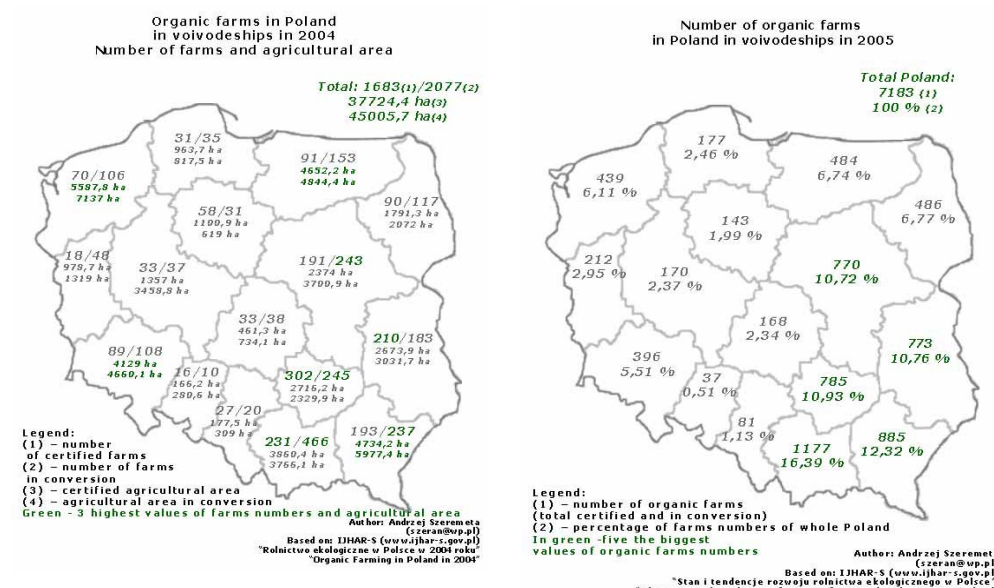 Organic farms in Poland
in voivodeships in 2004
Number of farms and agricultural area
Total: 1683(1)/2077(2)
37724,4 ha(3)
45005,7 ha(4)
31/35
963,7 ha
817,5 ha
91/153
4652,2 ha
4844,4 ha
70/106
5587,8 ha
7137 ha
90/117
1791,3 ha
2072 ha
58/31
1100,9 ha
619 ha
18/48
978,7 ha
1319 ha
33/37
1357 ha
3458,8 ha
191/243
2374 ha
3700,9 ha
33/38
461,3 ha
734,1 ha
210/183
2673,9 ha
3031,7 ha
89/108
4129 ha
4660,1 ha
16/10
166,2 ha
280,6 ha
302/245
2716,2 ha
2329,9 ha
27/20
177,5 ha
309 ha
231/466
3860,4 ha
3766,1 ha
193/237
4734,2 ha
5977,4 ha
Legend:
(1) – number
of certified farms
(2) – number of farms
in conversion
(3) – certified agricultural area
(4) – agricultural area in conversion
Green - 3 highest values of farms numbers and agricultural area
Author: Andrzej Szeremeta
(szeran@wp.pl)
Based on: IJHAR-S (www.ijhar-s.gov.pl)
"Rolnictwo ekologiczne w Polsce w 2004 roku"
"Organic Farming in Poland in 2004"
Number of organic farms
in Poland in voivodeships in 2005
Total Poland:
7183 (1)
100 % (2)
177
2,46 %
484
6,74 %
439
6,11 %
486
6,77 %
143
1,99 %
212
2,95 %
170
2,37 %
770
10,72 %
168
2,34 %
773
10,76 %
396
5,51 %
37
0,51 %
785
10,93 %
81
1,13 %
1177
16,39 %
885
12,32 %
Legend:
(1) – number of organic farms
(total certified and in conversion)
(2) – percentage of farms numbers of whole Poland
In green -five the biggest
values of organic farms numbers
Author: Andrzej Szeremet
(szeran@wp.pl
Based on: IJHAR-S (www.ijhar-s.gov.pl
"Stan i tendencje rozwoju rolnictwa ekologicznego w Polsce